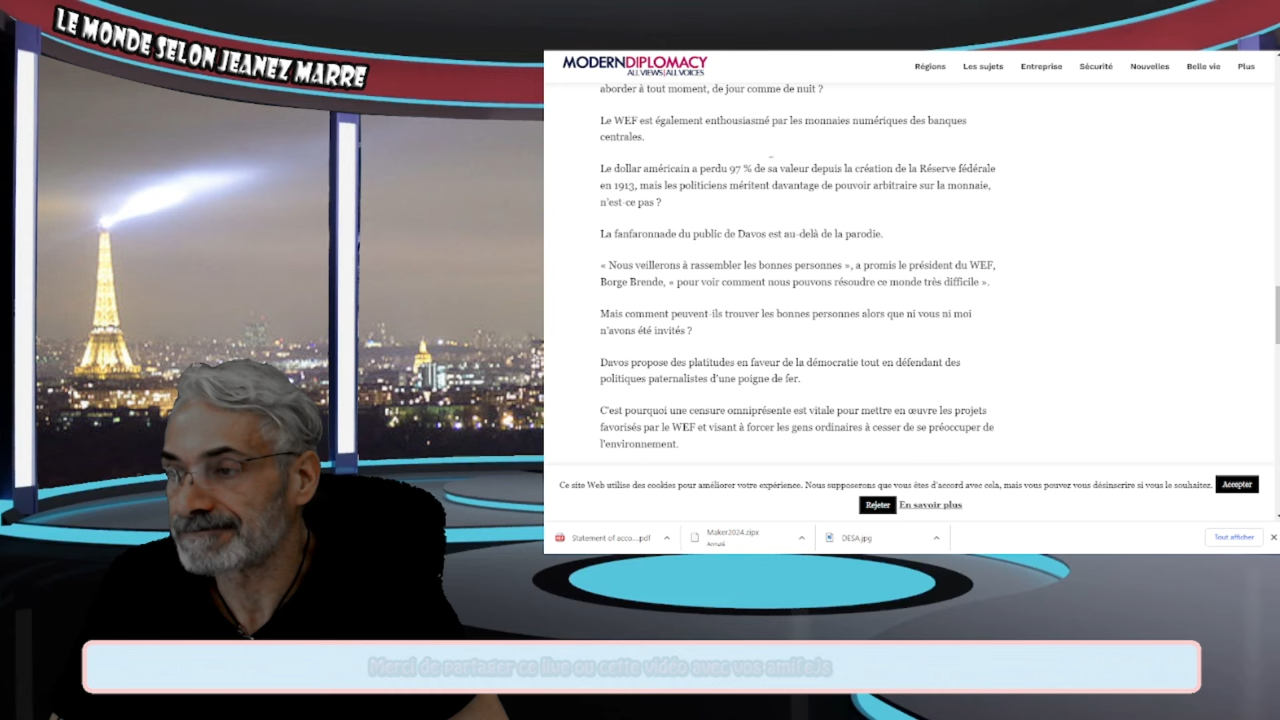 LE MONDE SELON JEANEZ MARRE
MODERNDIPLOMACY
ALL VIEWS|ALL VOICES
Régions Les sujets Entreprise Sécurité Nouvelles Belle vie Plus
aborder à tout moment, de jour comme de nuit ?
Le WEF est également enthousiasmé par les monnaies numériques des banques
centrales.
Le dollar américain a perdu 97 % de sa valeur depuis la création de la Réserve fédérale
en 1913, mais les politiciens méritent davantage de pouvoir arbitraire sur la monnaie,
n'est-ce pas ?
La fanfaronnade du public de Davos est au-delà de la parodie.
« Nous veillerons à rassembler les bonnes personnes », a promis le président du WEF,
Borge Brende, « pour voir comment nous pouvons résoudre ce monde très difficile ».
Mais comment peuvent-ils trouver les bonnes personnes alors que ni vous ni moi
n'avons été invités ?
Davos propose des platitudes en faveur de la démocratie tout en défendant des
politiques paternalistes d'une poigne de fer.
C'est pourquoi une censure omniprésente est vitale pour mettre en œuvre les projets
favorisés par le WEF et visant à forcer les gens ordinaires à cesser de se préoccuper de
l'environnement.
Ce site Web utilise des cookies pour améliorer votre expérience. Nous supposerons que vous êtes d'accord avec cela, mais vous pouvez vous désinscrire si vous le souhaitez. Accepter
Rejeter En savoir plus
Statement of acco....pdf Maker2024.zipx DESA.jpg Tout afficher
Annulé
Merci de partager ce live ou cette vidéo avec vos ami(e)s